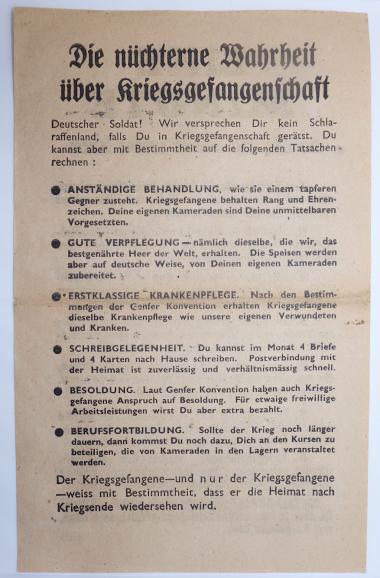 Die nüchterne Wahrheit
über Kriegsgefangenschaft
Deutscher Soldat! Wir versprechen Dir kein Schla-
raffenland, falls Du in Kriegsgefangenschaft gerätst. Du
kannst aber mit Bestimmtheit auf die folgenden Tatsachen
rechnen :
● ANSTÄNDIGE BEHANDLUNG, wie sie einem tapferen
Gegner zusteht. Kriegsgefangene behalten Rang und Ehren-
zeichen. Deine eigenen Kameraden sind Deine unmittelbaren
Vorgesetzten.
● GUTE VERPFLEGUNG—nämlich dieselbe, die wir, das
bestgenährte Heer der Welt, erhalten. Die Speisen werden
aber auf deutsche Weise, von Deinen eigenen Kameraden
zubereitet.
● ERSTKLASSIGE KRANKENPFLEGE. Nach den Bestim-
mungen der Genfer Konvention erhalten Kriegsgefangene
dieselbe Krankenpflege wie unsere eigenen Verwundeten
und Kranken.
● SCHREIBGELEGENHEIT. Du kannst im Monat 4 Briefe
und 4 Karten nach Hause schreiben. Postverbindung mit
der Heimat ist zuverlässig und verhältnismässig schnell.
● BESOLDUNG. Laut Genfer Konvention haben auch Kriegs-
gefangene Anspruch auf Besoldung. Für etwaige freiwillige
Arbeitsleistungen wirst Du aber extra bezahlt.
● BERUFSFORTBILDUNG. Sollte der Krieg noch länger
dauern, dann kommst Du noch dazu, Dich an den Kursen zu
beteiligen, die von Kameraden in den Lagern veranstaltet
werden.
Der Kriegsgefangene—und nur der Kriegsgefangene
—weiss mit Bestimmtheit, dass er die Heimat nach
Kriegsende wiedersehen wird.